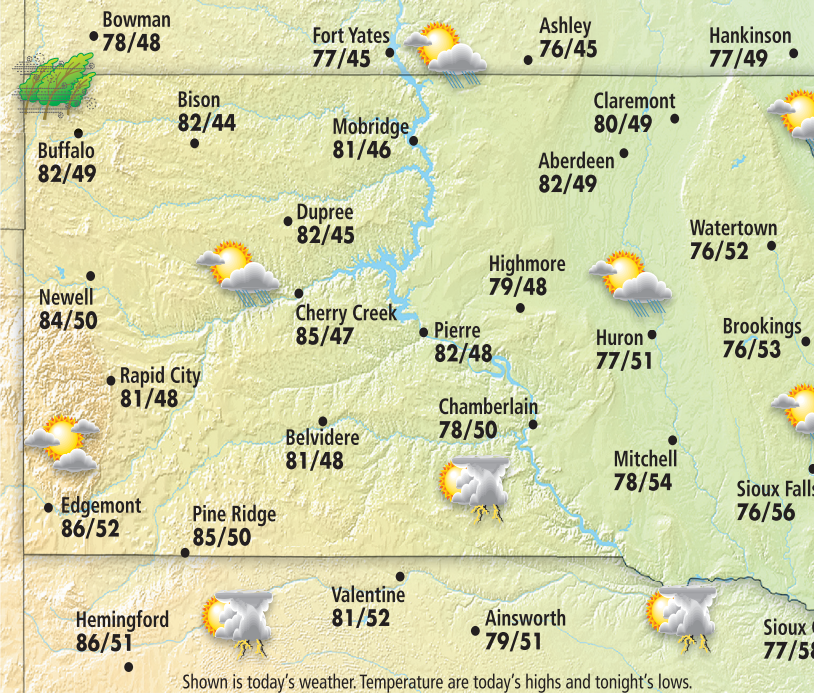 Bowman
78/48
Fort Yates
77/45
Ashley
76/45
Hankinson
77/49
Bison
82/44
Claremont
80/49
Buffalo
82/49
Mobridge
81/46
Aberdeen
82/49
Dupree
82/45
Watertown
76/52
Newell
84/50
Highmore
79/48
Cherry Creek
85/47
Pierre
82/48
Huron
77/51
Brookings
76/53
Rapid City
81/48
Belvidere
81/48
Chamberlain
78/50
Mitchell
78/54
Edgemont
86/52
Sioux Falls
76/56
Pine Ridge
85/50
Hemingford
86/51
Valentine
81/52
Ainsworth
79/51
Sioux
77/58
Shown is today's weather. Temperature are today's highs and tonight's lows.